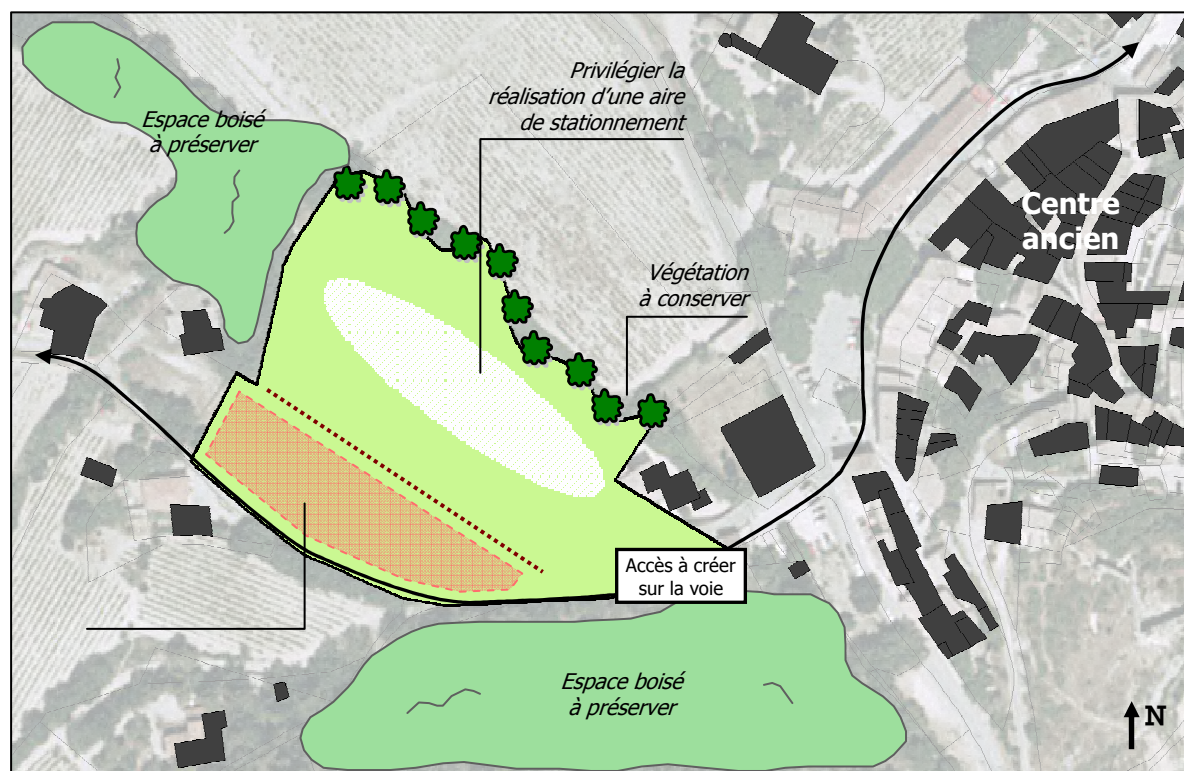 Privilégier la
réalisation d'une aire
de stationnement
Espace boisé
à préserver
Centre
ancien
Végétation
à conserver
Accès à créer
sur la voie
Espace boisé
à préserver
N